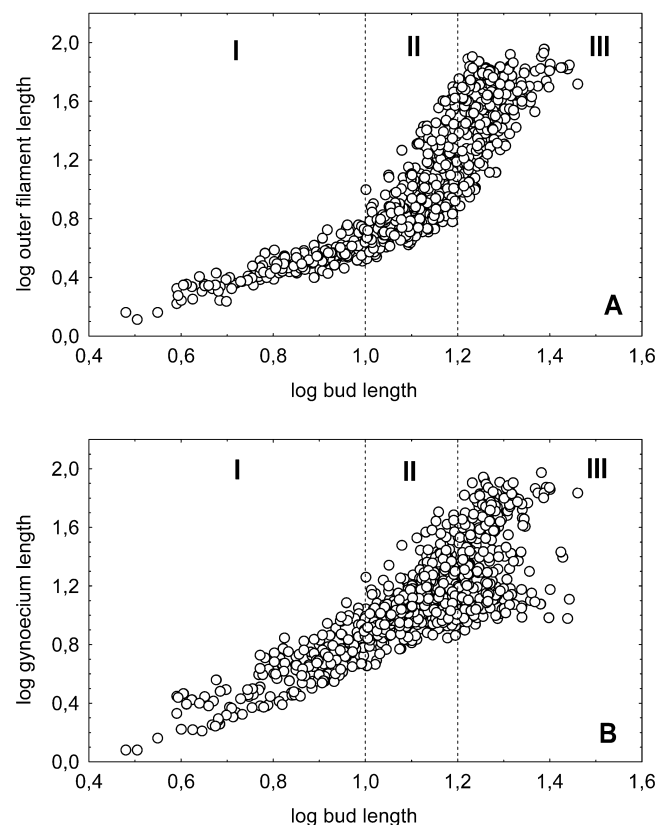 I II III
2,0
1,6
1,2
0,8
0,4
0,0
log outer filament length
A
0,4 0,6 0,8 1,0 1,2 1,4 1,6
log bud length
I II III
2,0
1,6
1,2
0,8
0,4
0,0
log gynoecium length
B
0,4 0,6 0,8 1,0 1,2 1,4 1,6
log bud length